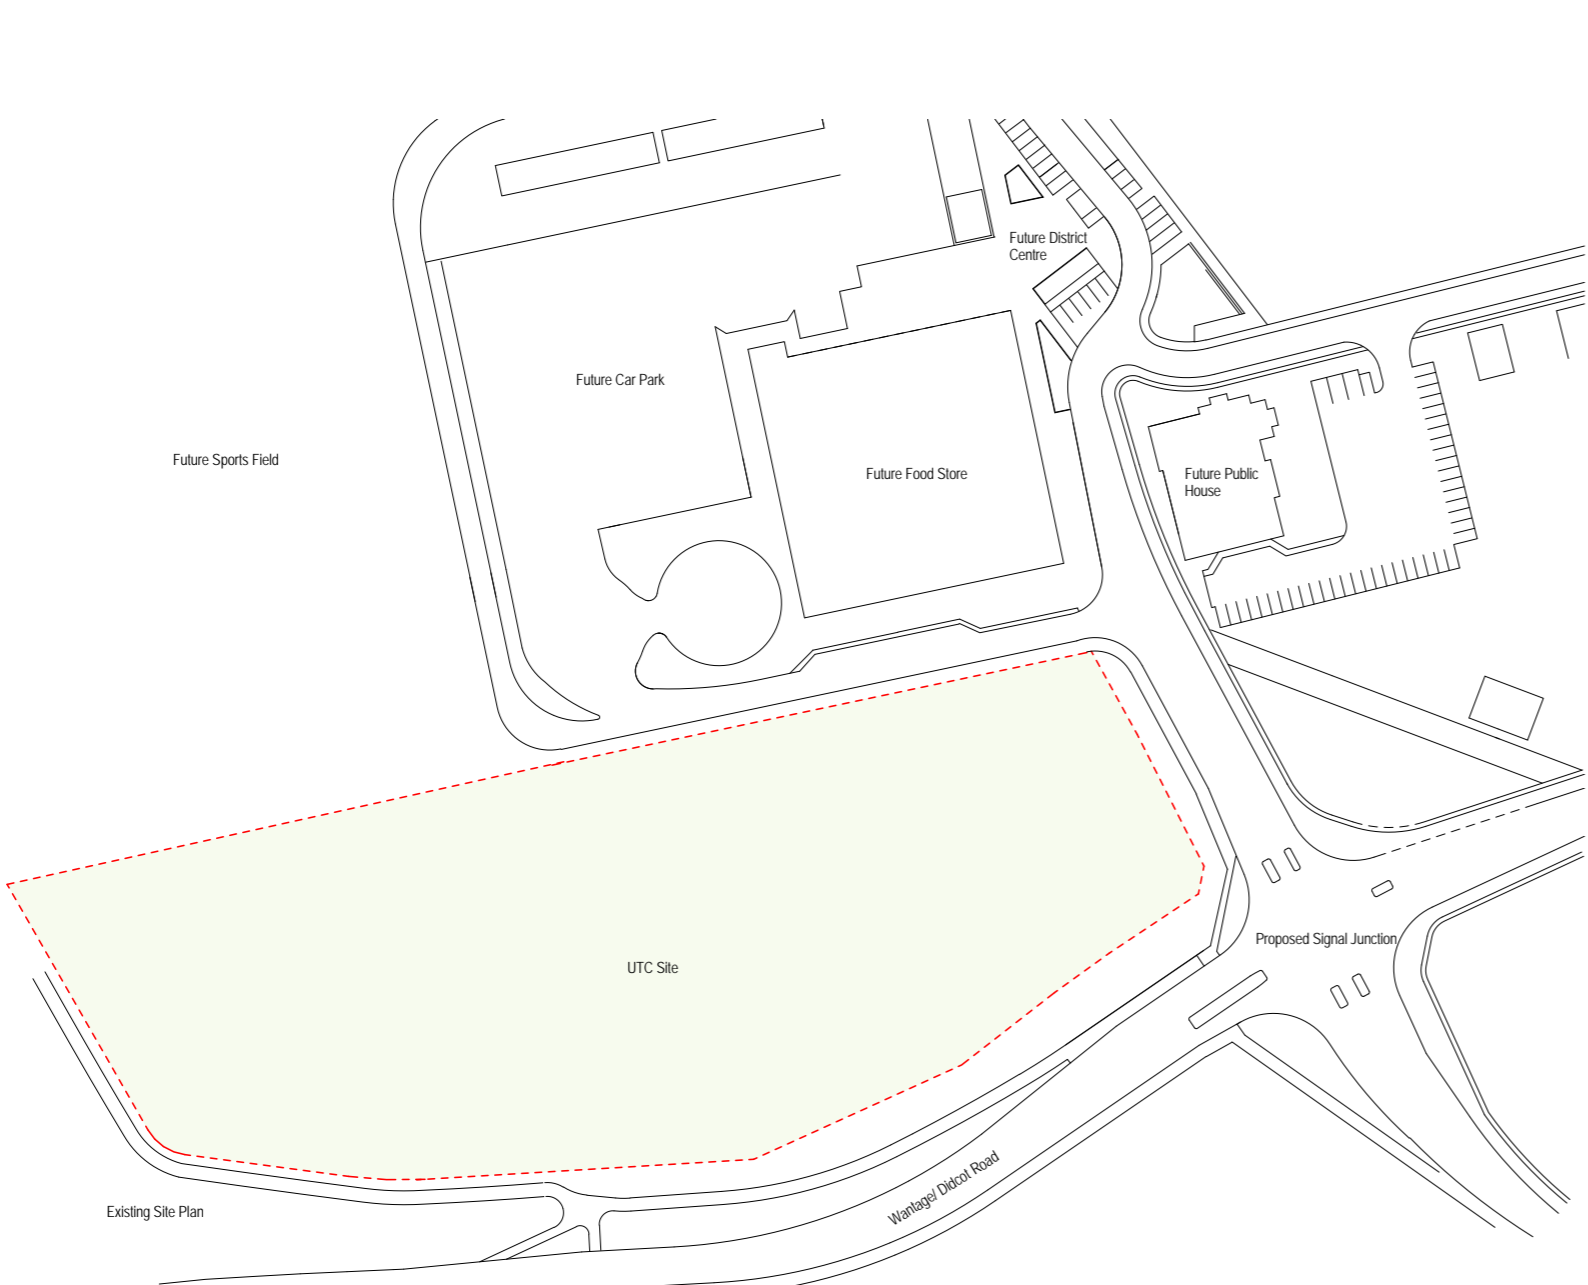 Future District
Centre
Future Car Park
Future Sports Field
Future Food Store
Future Public
House
Proposed Signal Junction
UTC Site
Wantage/ Didcot Road
Existing Site Plan